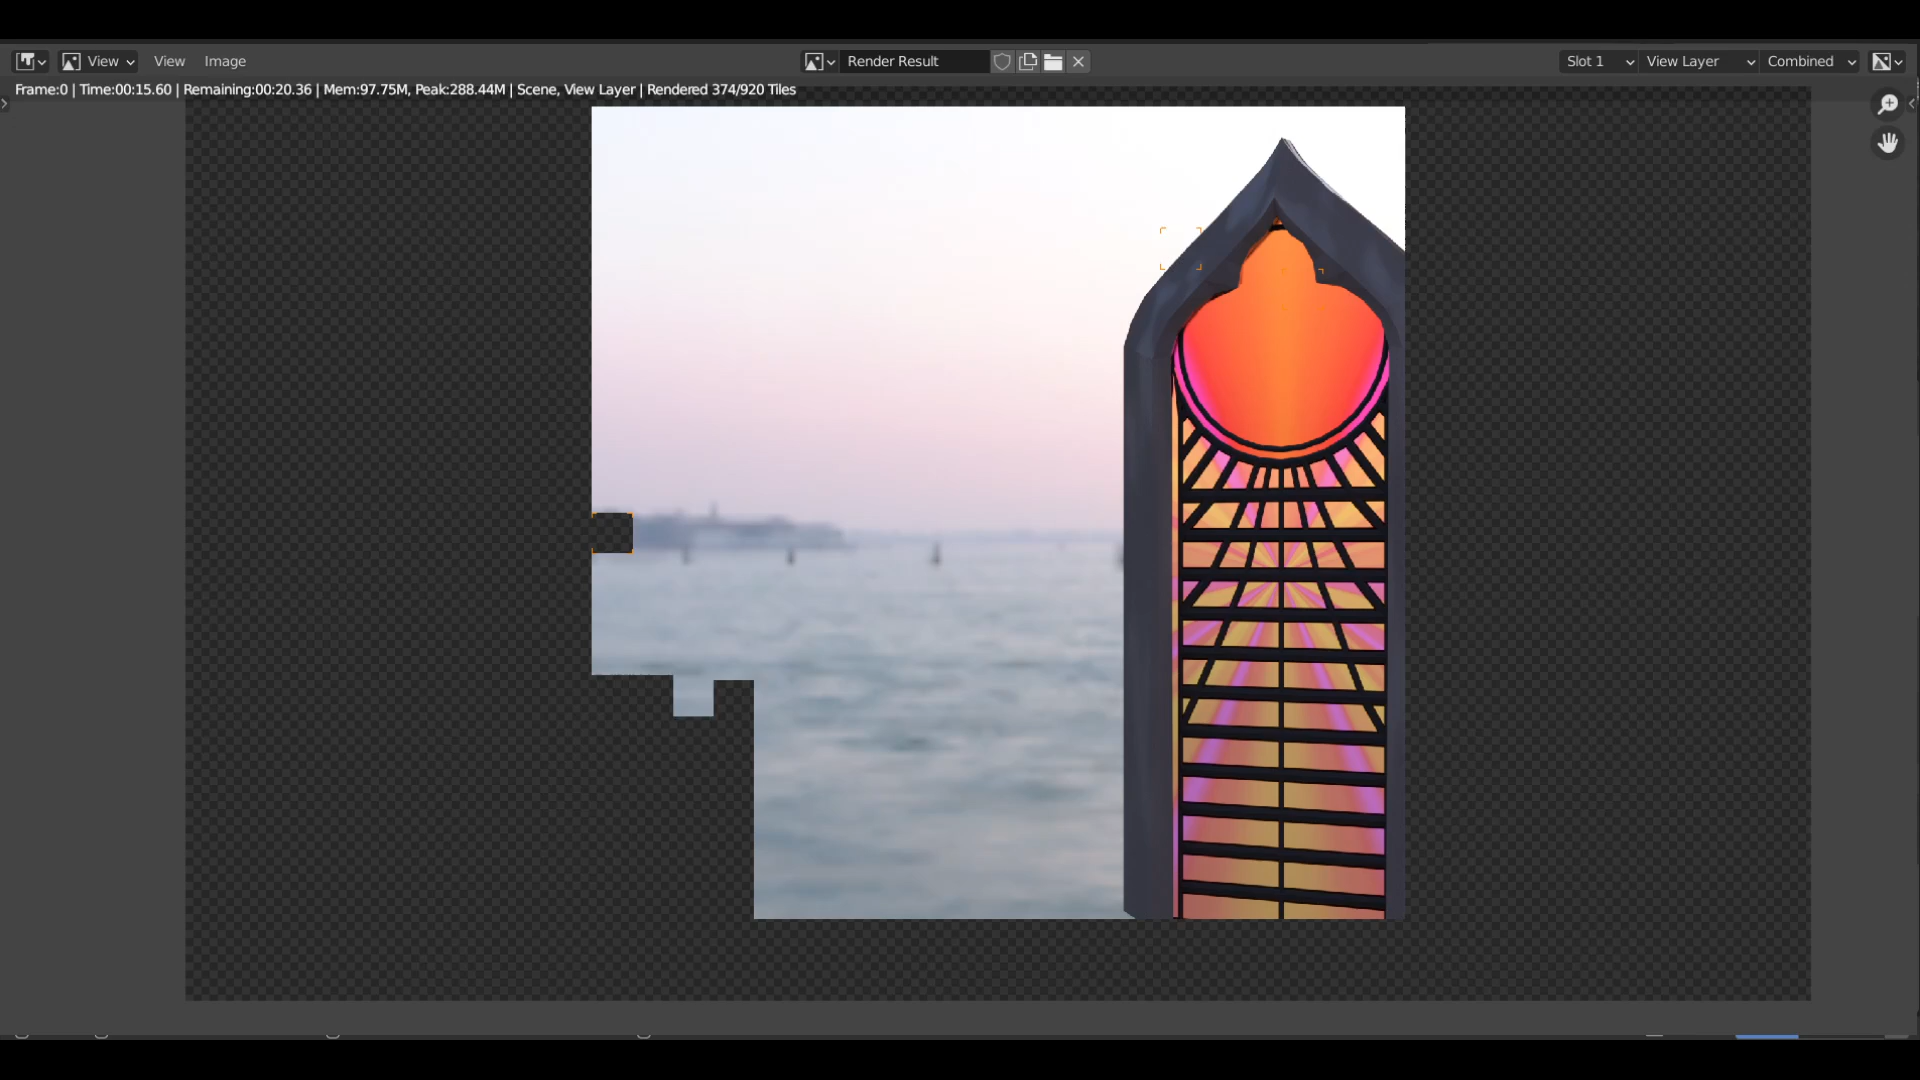 View View Image Render Result Slot 1 View Layer Combined
Frame:0 | Time:00:15.60 | Remaining:00:20.36 | Mem:97.75M, Peak:288.44M | Scene, View Layer | Rendered 374/920 Tiles